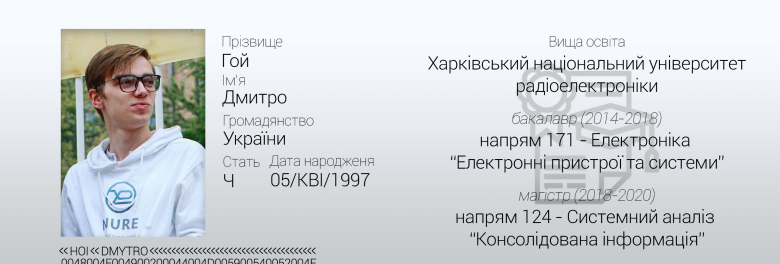 Прізвище
Гой
Ім'я
Дмитро
Громадянство
України
Стать Дата народженя
Ч 05/КВІ/1997
NURE
<<HOI<<DMYTRO<<<<<<<<<<<<<<<<<<<<<<<<<<<<<<<<<<<
Вища освіта
Харківський національний університет
радіоелектроніки
бакалавр (2014-2018)
напрям 171 - Електроніка
“Електронні пристрої та системи”
магістр (2018-2020)
напрям 124 - Системний аналіз
“Консолідована інформація”